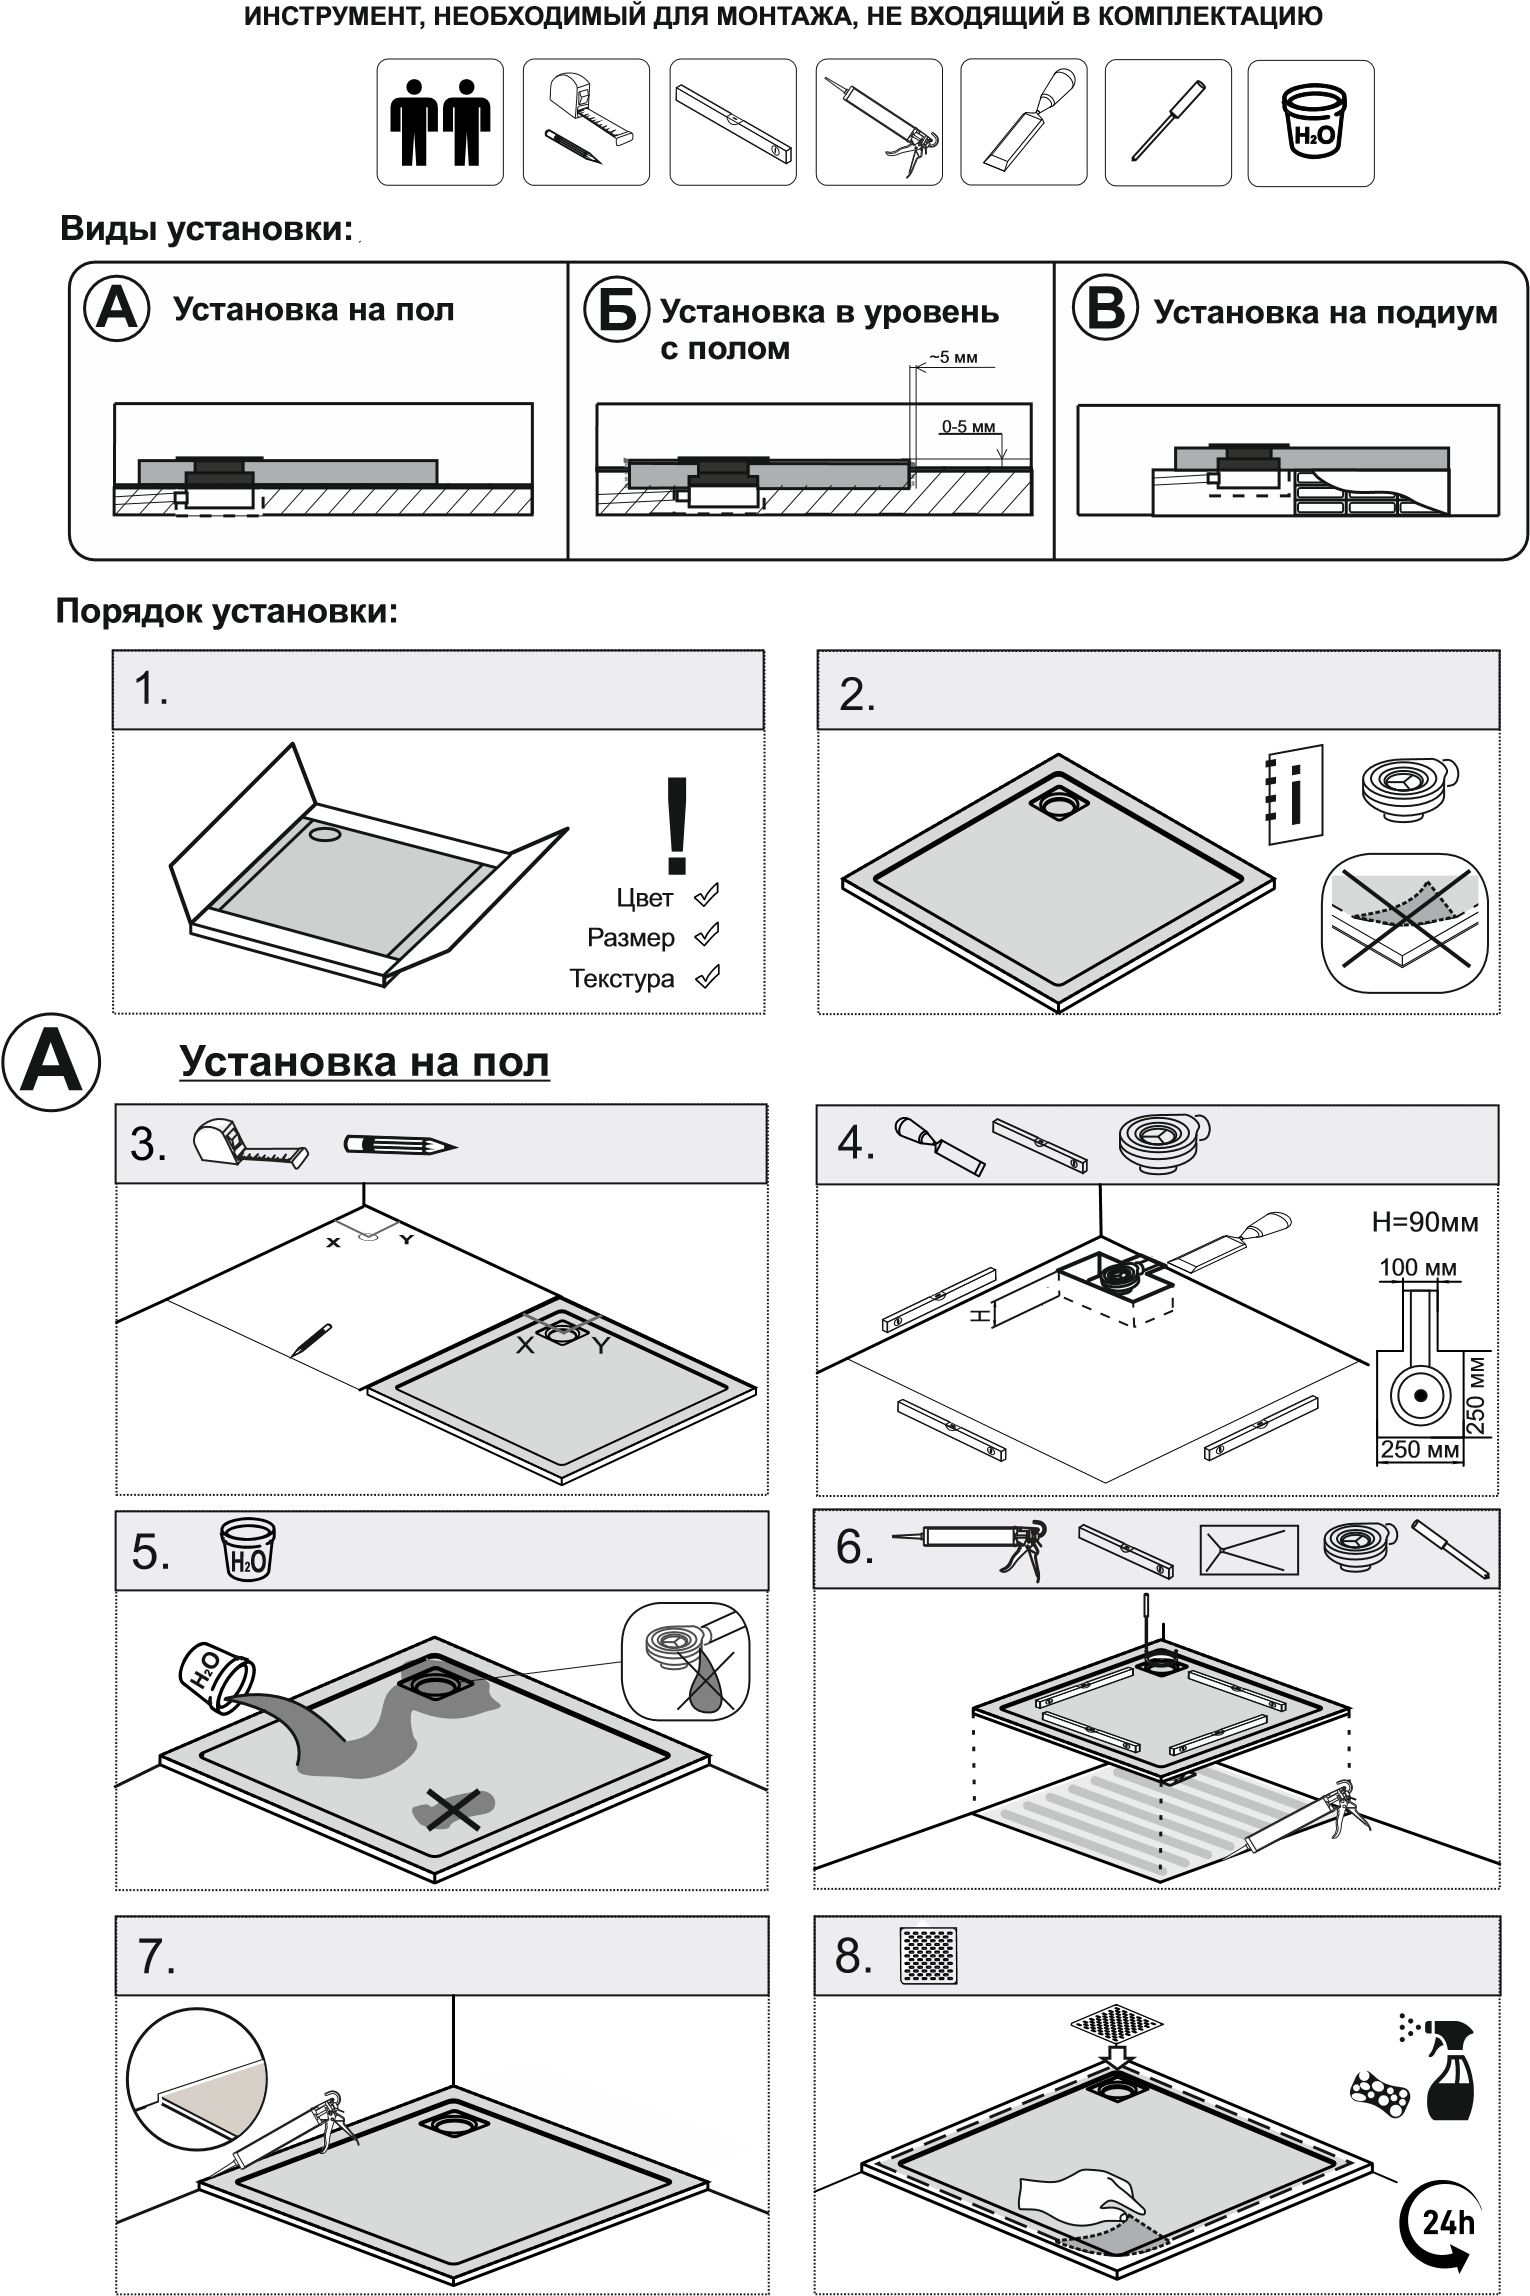 ИНСТРУМЕНТ, НЕОБХОДИМЫЙ ДЛЯ МОНТАЖА, НЕ ВХОДЯЩИЙ В КОМПЛЕКТАЦИЮ
H₂O
Виды установки:
А Установка на пол
Б Установка в уровень
с полом
~5 мм
0-5 мм
В Установка на подиум
Порядок установки:
1.
!
Цвет
Размер
Текстура
2.
i
А Установка на пол
3.
X Y
X Y
4.
H=90мм
100 мм
H
250 мм
250 мм
5. H₂O
H₂O
6.
7.
8.
24h